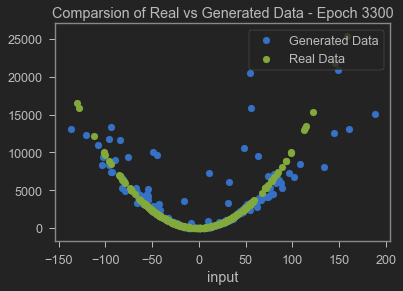 Comparsion of Real vs Generated Data - Epoch 3300
Generated Data
Real Data
25000
20000
15000
10000
5000
0
−150 −100 −50 0 50 100 150 200
input